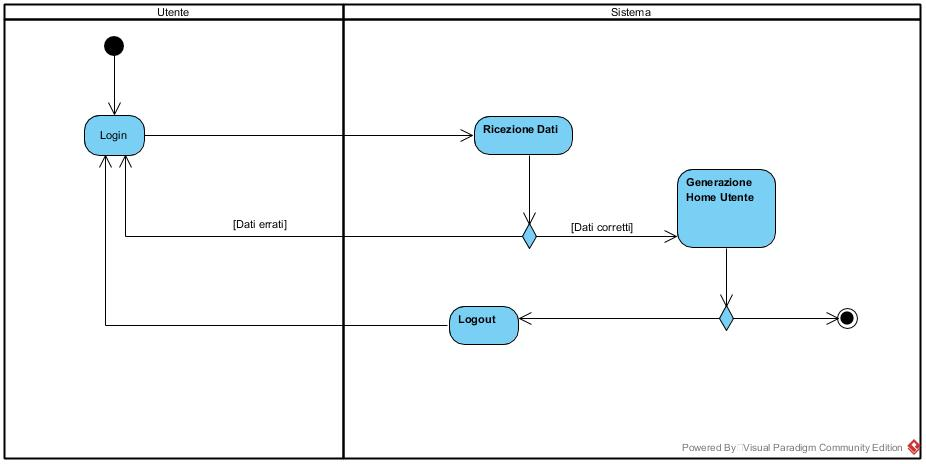 Utente
Sistema
Login
Ricezione Dati
Generazione
Home Utente
[Dati errati]
[Dati corretti]
Logout
Powered By Visual Paradigm Community Edition